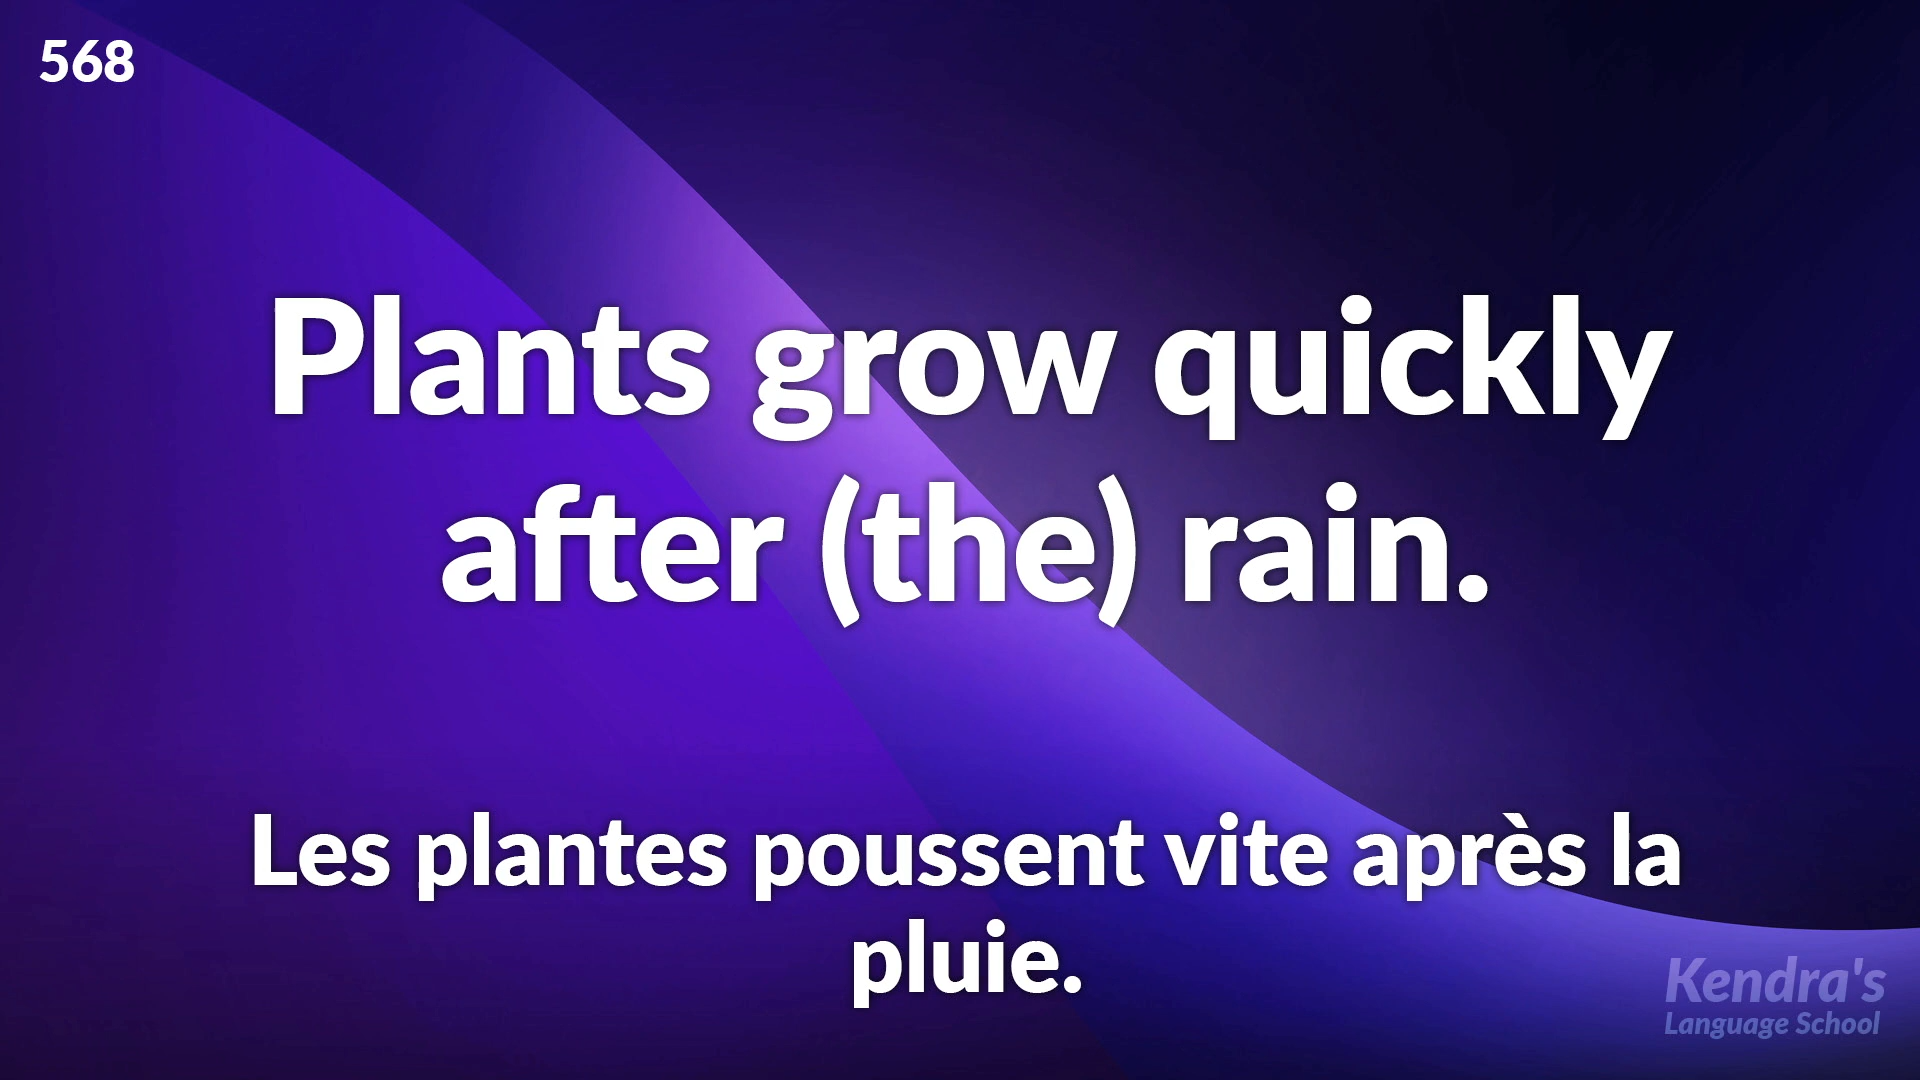 568
Plants grow quickly
after (the) rain.
Les plantes poussent vite après la
pluie.
Kendra's
Language School